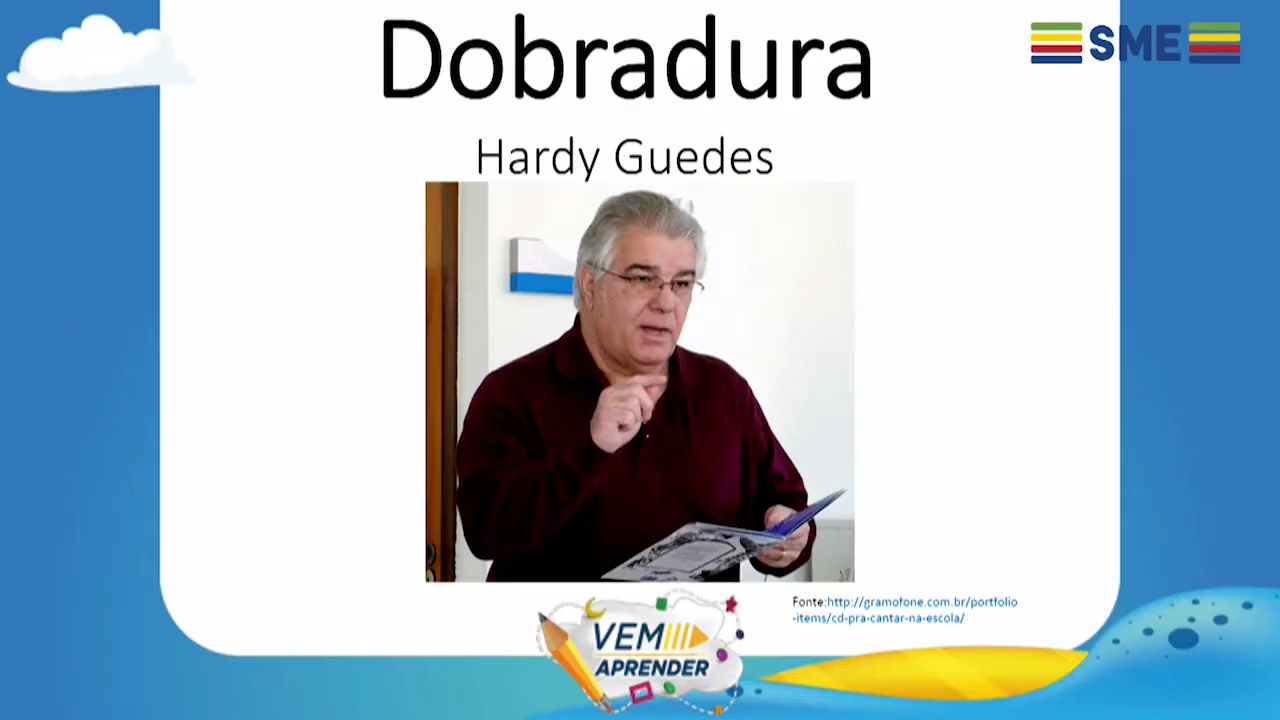 Dobradura
SME
Hardy Guedes
Fonte:http://gramofone.com.br/portfolio
-items/cd-pra-cantar-na-escola/
VEM
APRENDER